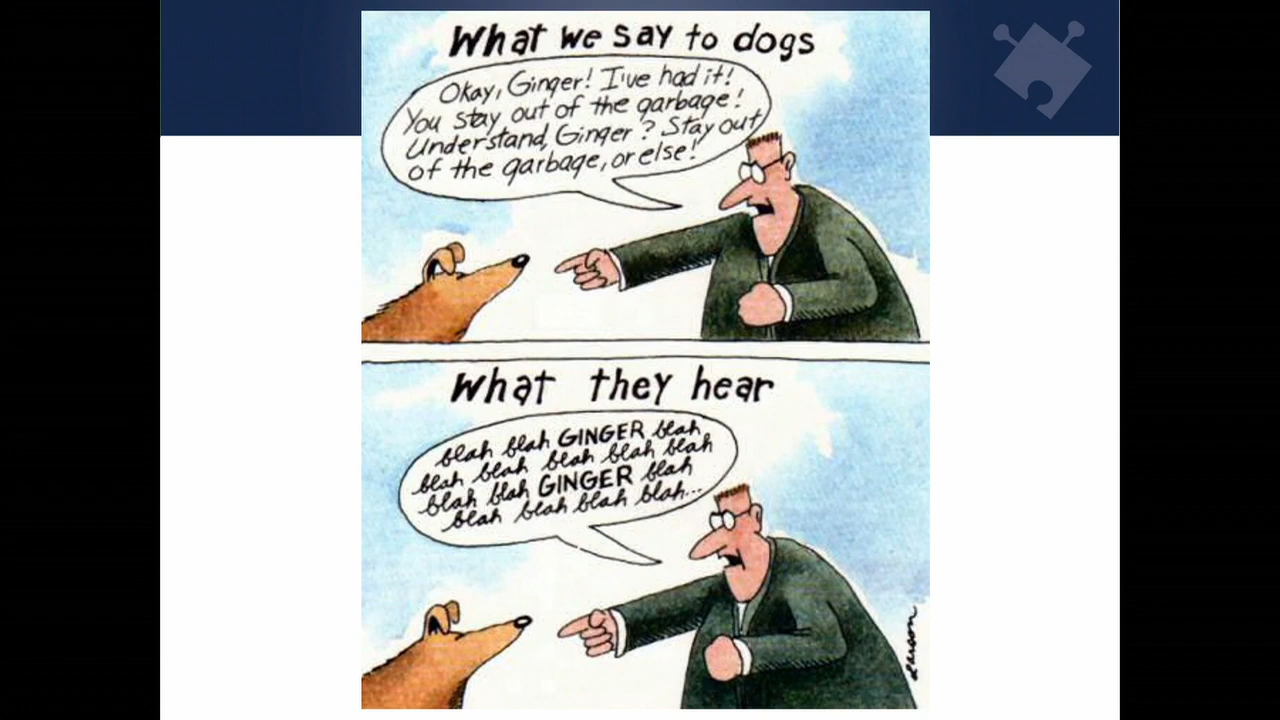 What we say to dogs
Okay, Ginger! I've had it!
You stay out of the garbage!
Understand, Ginger? Stay out
of the garbage, or else!
What they hear
blah blah GINGER blah
blah blah blah blah blah
blah blah GINGER blah
blah blah blah blah...
Larson